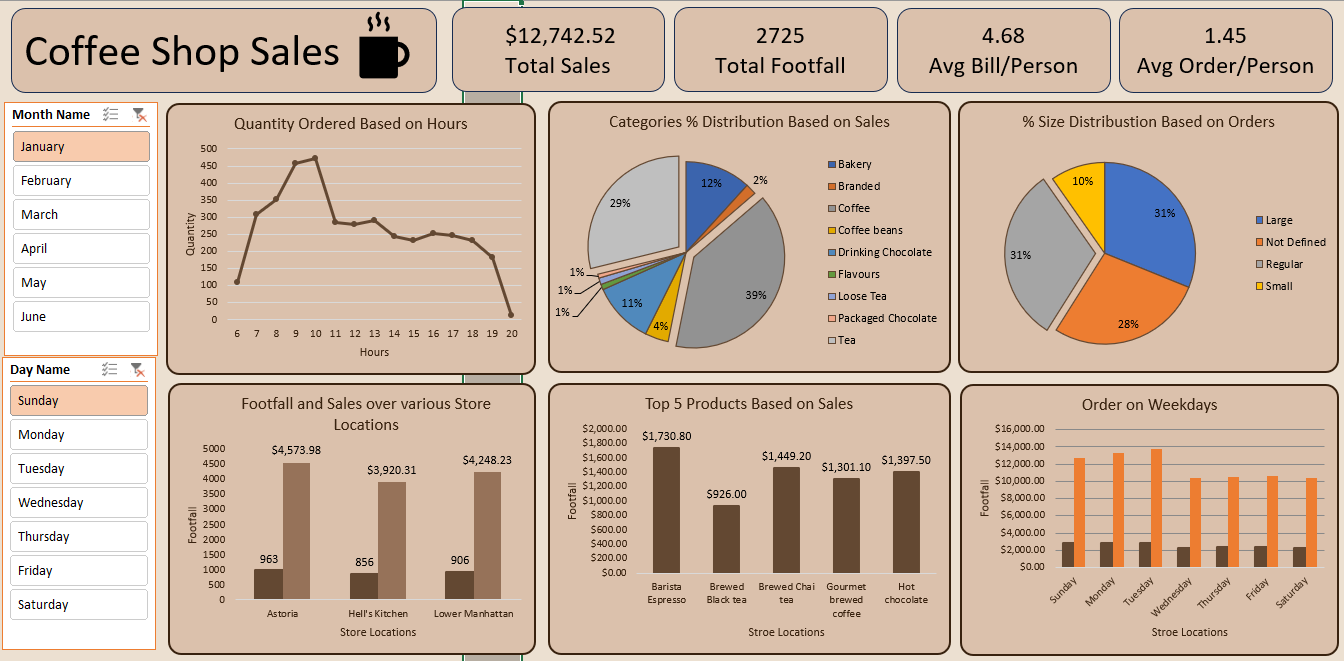 Coffee Shop Sales
$12,742.52
Total Sales
2725
Total Footfall
4.68
Avg Bill/Person
1.45
Avg Order/Person
Month Name
January
February
March
April
May
June
Day Name
Sunday
Monday
Tuesday
Wednesday
Thursday
Friday
Saturday
Quantity Ordered Based on Hours
Quantity
500
450
400
350
300
250
200
150
100
50
0
6 7 8 9 10 11 12 13 14 15 16 17 18 19 20
Hours
Categories % Distribution Based on Sales
12%
2%
39%
4%
11%
1%
1%
1%
29%
Bakery
Branded
Coffee
Coffee beans
Drinking Chocolate
Flavours
Loose Tea
Packaged Chocolate
Tea
% Size Distribustion Based on Orders
31%
28%
31%
10%
Large
Not Defined
Regular
Small
Footfall and Sales over various Store
Locations
Footfall
5000
4500
4000
3500
3000
2500
2000
1500
1000
500
0
963
$4,573.98
856
$3,920.31
906
$4,248.23
Astoria Hell's Kitchen Lower Manhattan
Store Locations
Top 5 Products Based on Sales
Footfall
$2,000.00
$1,800.00
$1,600.00
$1,400.00
$1,200.00
$1,000.00
$800.00
$600.00
$400.00
$200.00
$0.00
$1,730.80
$926.00
$1,449.20
$1,301.10
$1,397.50
Barista
Espresso
Brewed
Black tea
Brewed Chai
tea
Gourmet
brewed
coffee
Hot
chocolate
Stroe Locations
Order on Weekdays
Footfall
$16,000.00
$14,000.00
$12,000.00
$10,000.00
$8,000.00
$6,000.00
$4,000.00
$2,000.00
$0.00
Sunday
Monday
Tuesday
Wednesday
Thursday
Friday
Saturday
Stroe Locations